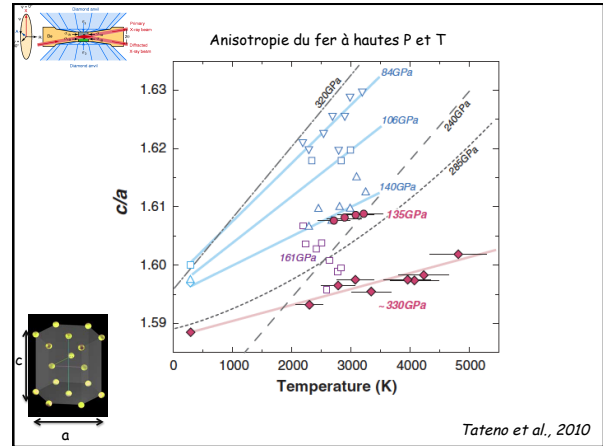 Diamond anvil
Primary
X-ray beam
Diffracted
X-ray beam
Diamond anvil
Anisotropie du fer à hautes P et T
c/a
1.63
1.62
1.61
1.60
1.59
320GPa
84GPa
106GPa
240GPa
285GPa
140GPa
135GPa
161GPa
~330GPa
0
1000
2000
3000
4000
5000
Temperature (K)
c
a
Tateno et al., 2010